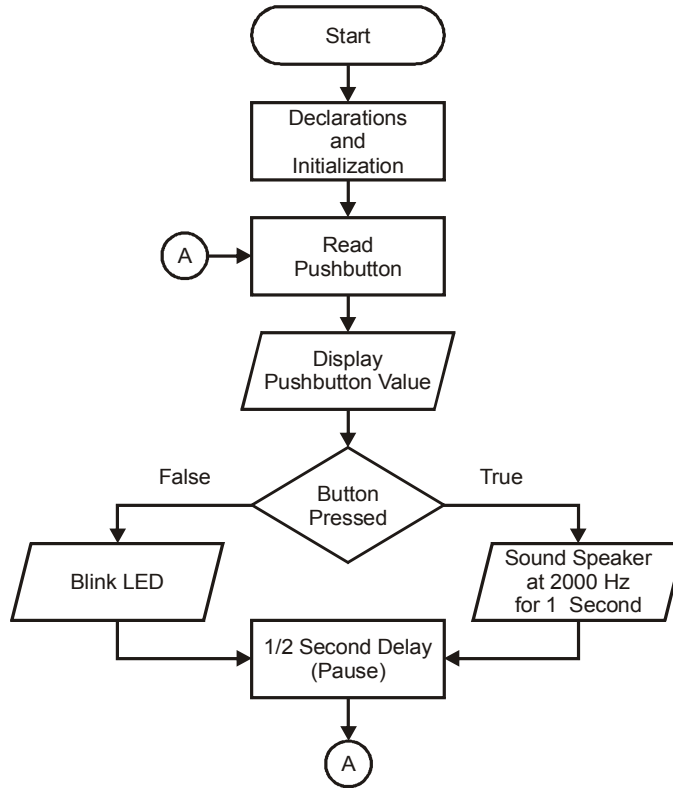 Start
Declarations
and
Initialization
A
Read
Pushbutton
Display
Pushbutton Value
False
True
Button
Pressed
Blink LED
Sound Speaker
at 2000 Hz
for 1 Second
1/2 Second Delay
(Pause)
A